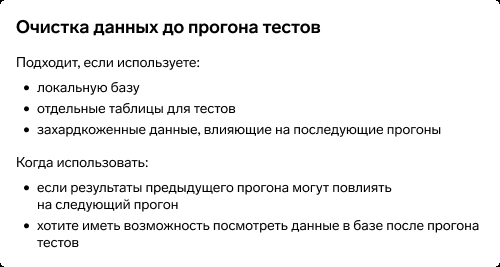 Очистка данных до прогона тестов
Подходит, если используете:
• локальную базу
• отдельные таблицы для тестов
• захардкоженные данные, влияющие на последующие прогоны
Когда использовать:
• если результаты предыдущего прогона могут повлиять
на следующий прогон
• хотите иметь возможность посмотреть данные в базе после прогона
тестов